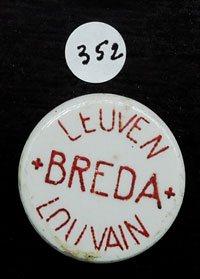 352
LEUVEN
+ BREDA +
LOUVAIN